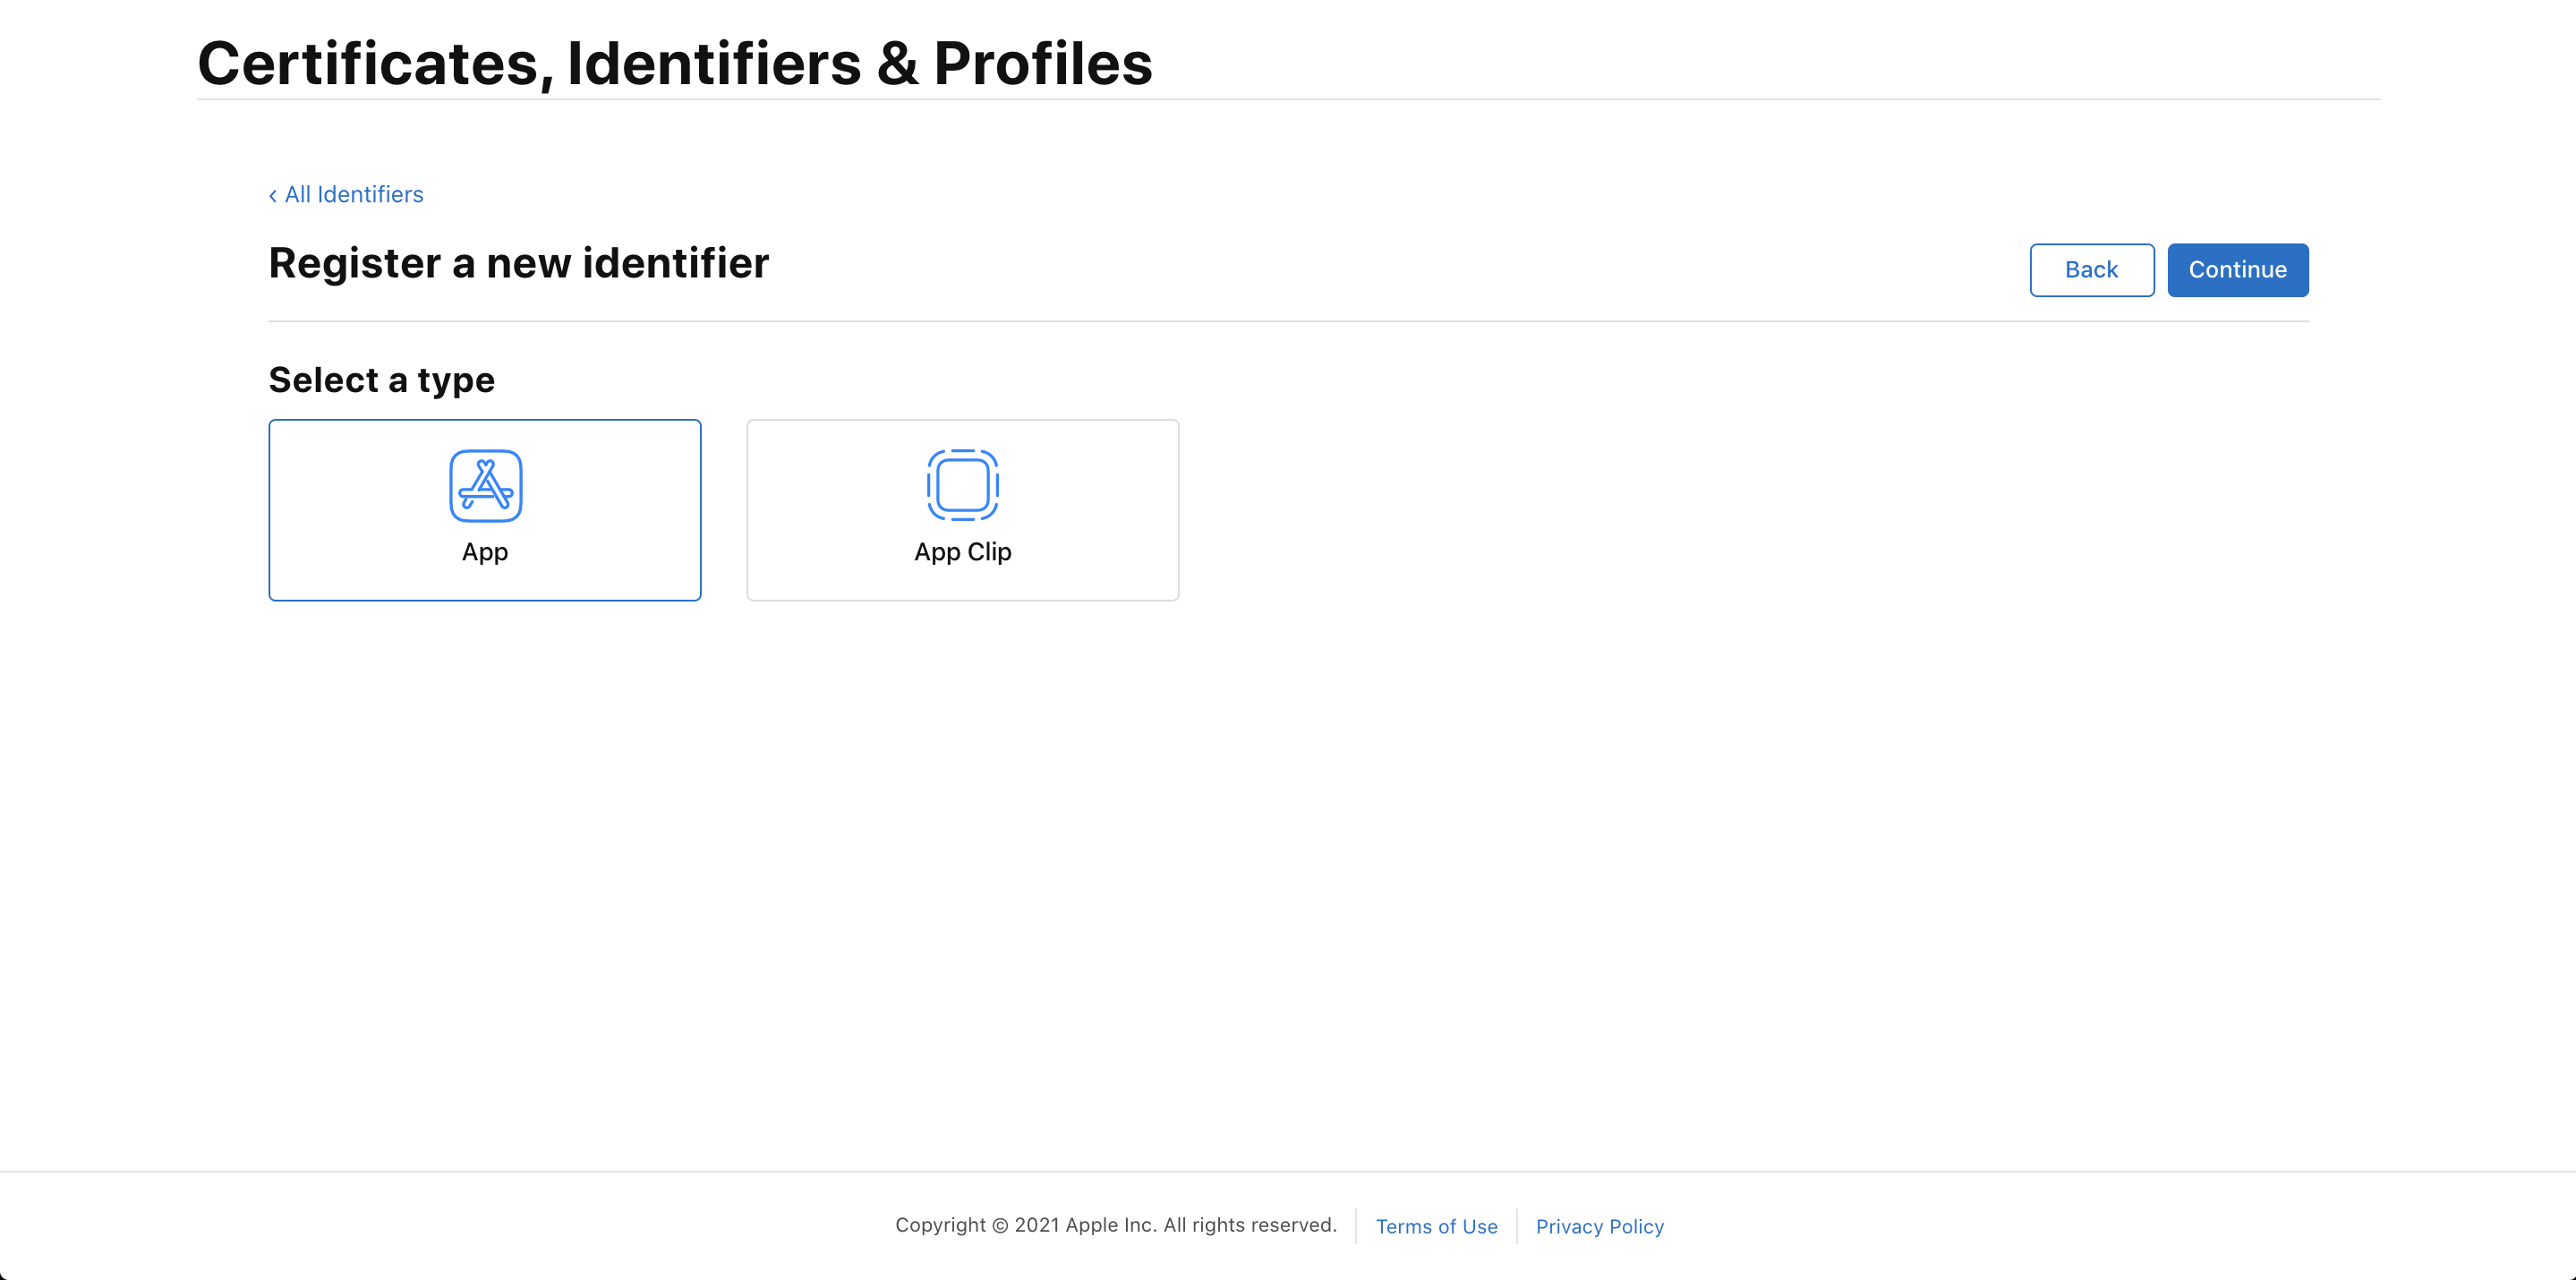 Certificates, Identifiers & Profiles
‹ All Identifiers
Register a new identifier
Back
Continue
Select a type
App
App Clip
Copyright © 2021 Apple Inc. All rights reserved.
Terms of Use
Privacy Policy